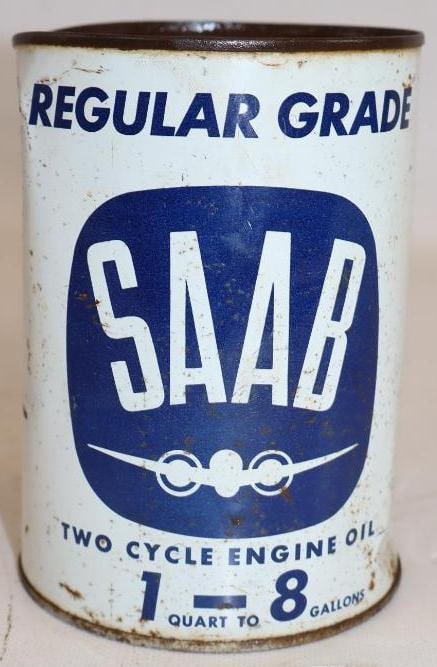 REGULAR GRADE
SAAB
TWO CYCLE ENGINE OIL
1 — 8
QUART TO GALLONS